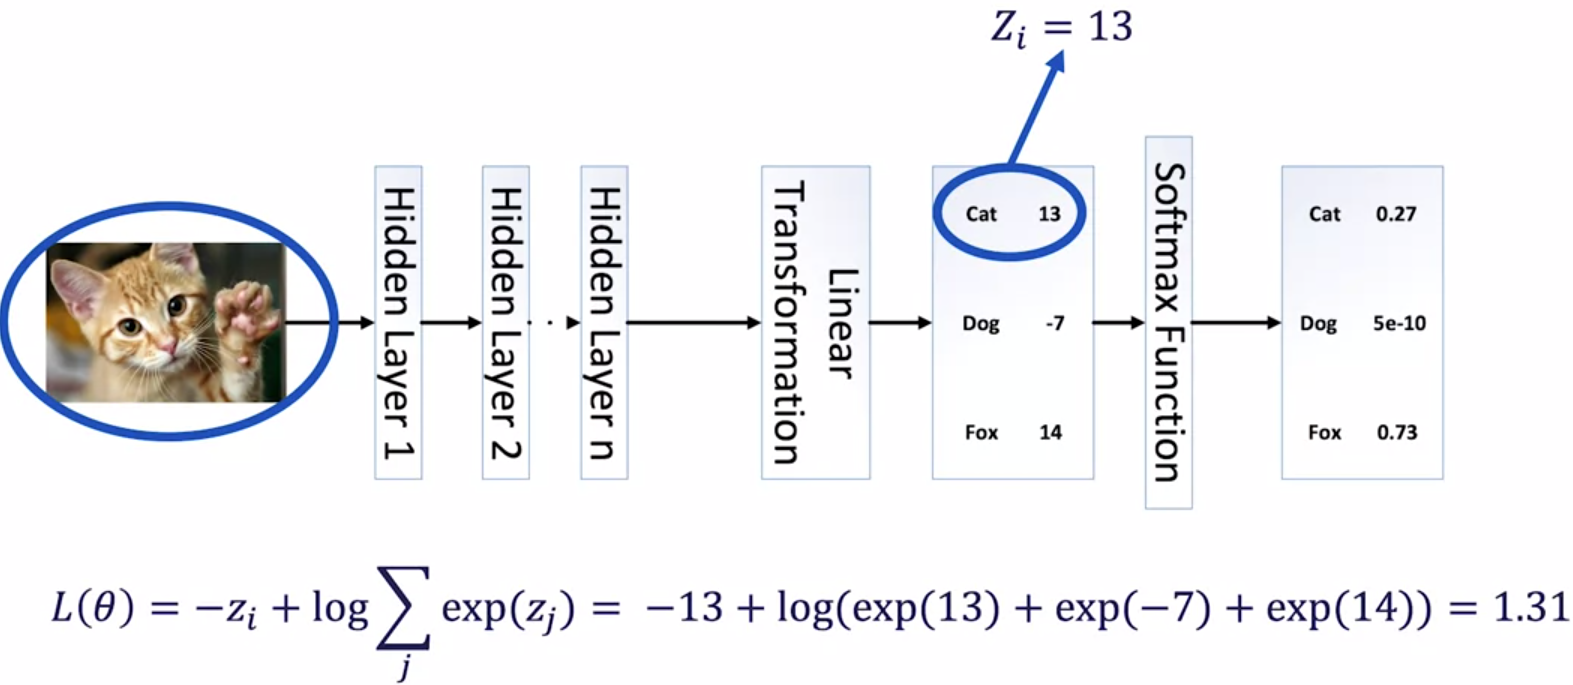 Z_i = 13
Hidden Layer 1
Hidden Layer 2
. .
Hidden Layer n
Linear
Transformation
Cat 13
Dog -7
Fox 14
Softmax Function
Cat 0.27
Dog 5e-10
Fox 0.73
L(θ) = −z_i + log ∑_j exp(z_j) = −13 + log(exp(13) + exp(−7) + exp(14)) = 1.31